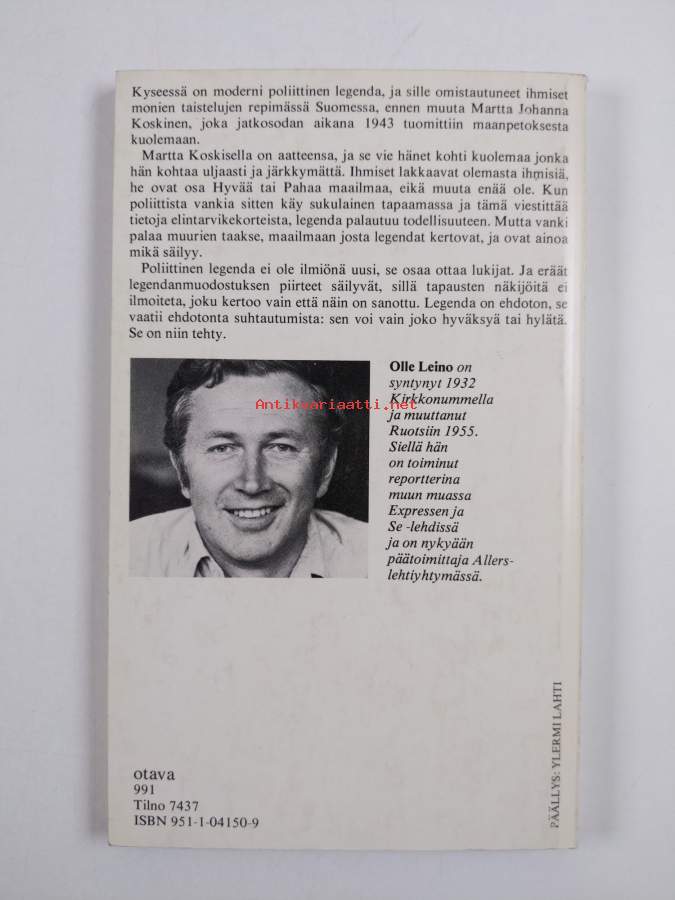 Kyseessä on moderni poliittinen legenda, ja sille omistautuneet ihmiset
monien taistelujen repimässä Suomessa, ennen muuta Martta Johanna
Koskinen, joka jatkosodan aikana 1943 tuomittiin maanpetoksesta
kuolemaan.
Martta Koskisella on aatteensa, ja se vie hänet kohti kuolemaa jonka
hän kohtaa uljaasti ja järkkymättä. Ihmiset lakkaavat olemasta ihmisiä,
he ovat osa Hyvää tai Pahaa maailmaa, eikä muuta enää ole. Kun
poliittista vankia sitten käy sukulainen tapaamassa ja tämä viestittää
tietoja elintarvikekorteista, legenda palautuu todellisuuteen. Mutta vanki
palaa muurien taakse, maailmaan josta legendat kertovat, ja ovat ainoa
mikä säilyy.
Poliittinen legenda ei ole ilmiönä uusi, se osaa ottaa lukijat. Ja eräät
legendanmuodostuksen piirteet säilyvät, sillä tapausten näkijöitä ei
ilmoiteta, joku kertoo vain että näin on sanottu. Legenda on ehdoton, se
vaatii ehdotonta suhtautumista: sen voi vain joko hyväksyä tai hylätä.
Se on niin tehty.
Olle Leino on
syntynyt 1932
Kirkkonummella
ja muuttanut
Ruotsiin 1955.
Siellä hän
on toiminut
reportterina
muun muassa
Expressen ja
Se -lehdissä
ja on nykyään
päätoimittaja Allers-
lehtiyhtymässä.
Antikvariaatti.net
otava
991
Tilno 7437
ISBN 951-1-04150-9
PÄÄLLYS: YLERMI LAHTI